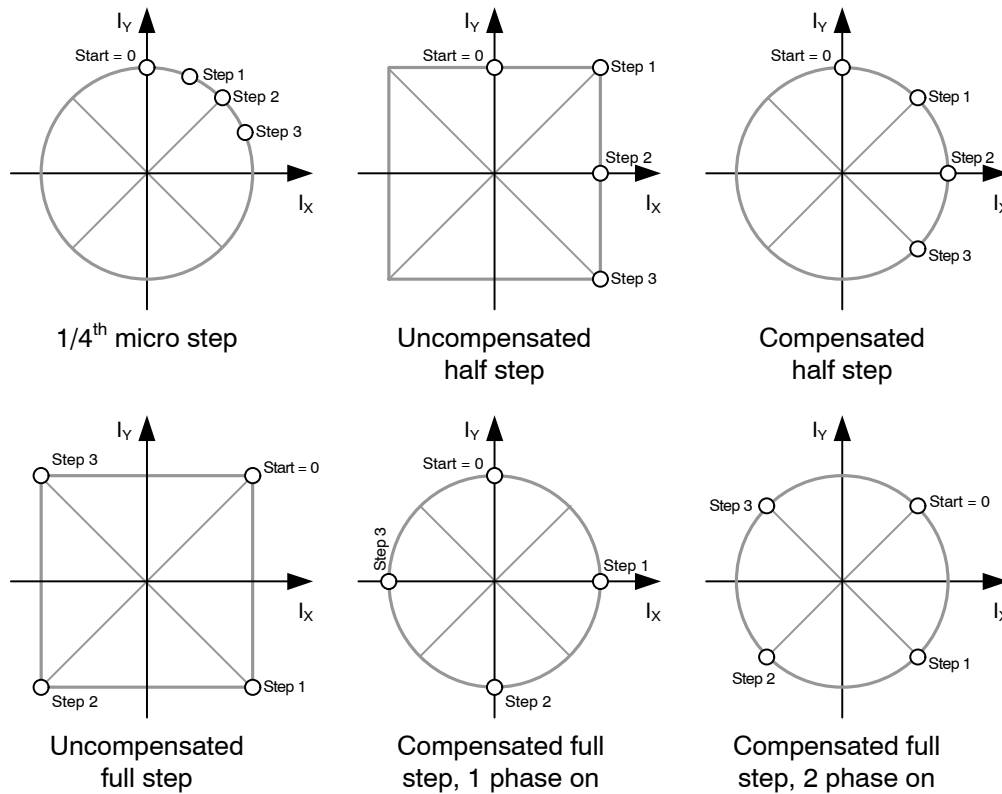 I_Y
Start = 0
Step 1
Step 2
Step 3
I_X
1/4th micro step
I_Y
Start = 0
Step 1
Step 2
I_X
Step 3
Uncompensated
half step
I_Y
Start = 0
Step 1
Step 2
I_X
Step 3
Compensated
half step
I_Y
Step 3
Start = 0
I_X
Step 2
Step 1
Uncompensated
full step
I_Y
Start = 0
Step 3
Step 1
I_X
Step 2
Compensated full
step, 1 phase on
I_Y
Step 3
Start = 0
I_X
Step 2
Step 1
Compensated full
step, 2 phase on